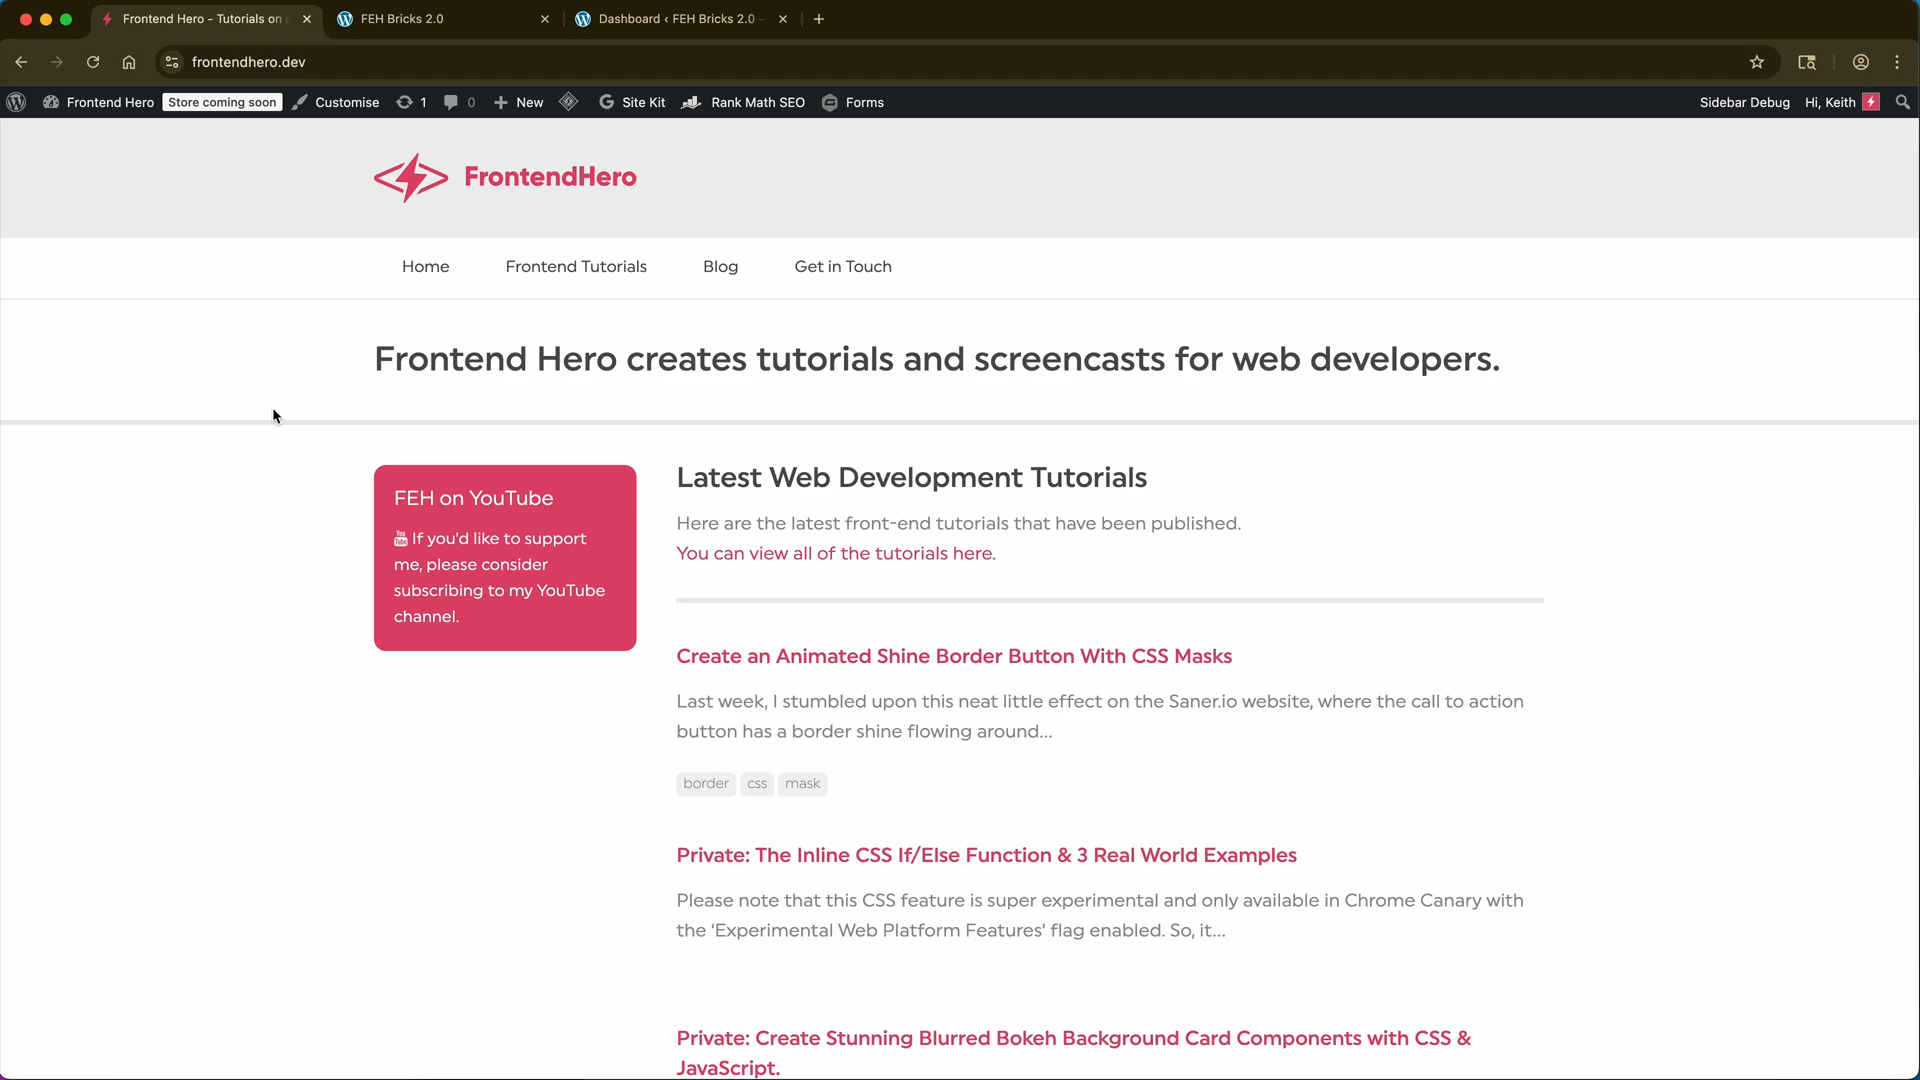 Frontend Hero - Tutorials on
FEH Bricks 2.0
Dashboard ‹ FEH Bricks 2.0
frontendhero.dev
Frontend Hero
Store coming soon
Customise
1
0
New
Site Kit
Rank Math SEO
Forms
Sidebar Debug
Hi, Keith
FrontendHero
Home
Frontend Tutorials
Blog
Get in Touch
Frontend Hero creates tutorials and screencasts for web developers.
FEH on YouTube
If you'd like to support
me, please consider
subscribing to my YouTube
channel.
Latest Web Development Tutorials
Here are the latest front-end tutorials that have been published.
You can view all of the tutorials here.
Create an Animated Shine Border Button With CSS Masks
Last week, I stumbled upon this neat little effect on the Saner.io website, where the call to action
button has a border shine flowing around...
border
css
mask
Private: The Inline CSS If/Else Function & 3 Real World Examples
Please note that this CSS feature is super experimental and only available in Chrome Canary with
the ‘Experimental Web Platform Features’ flag enabled. So, it...
Private: Create Stunning Blurred Bokeh Background Card Components with CSS &
JavaScript.